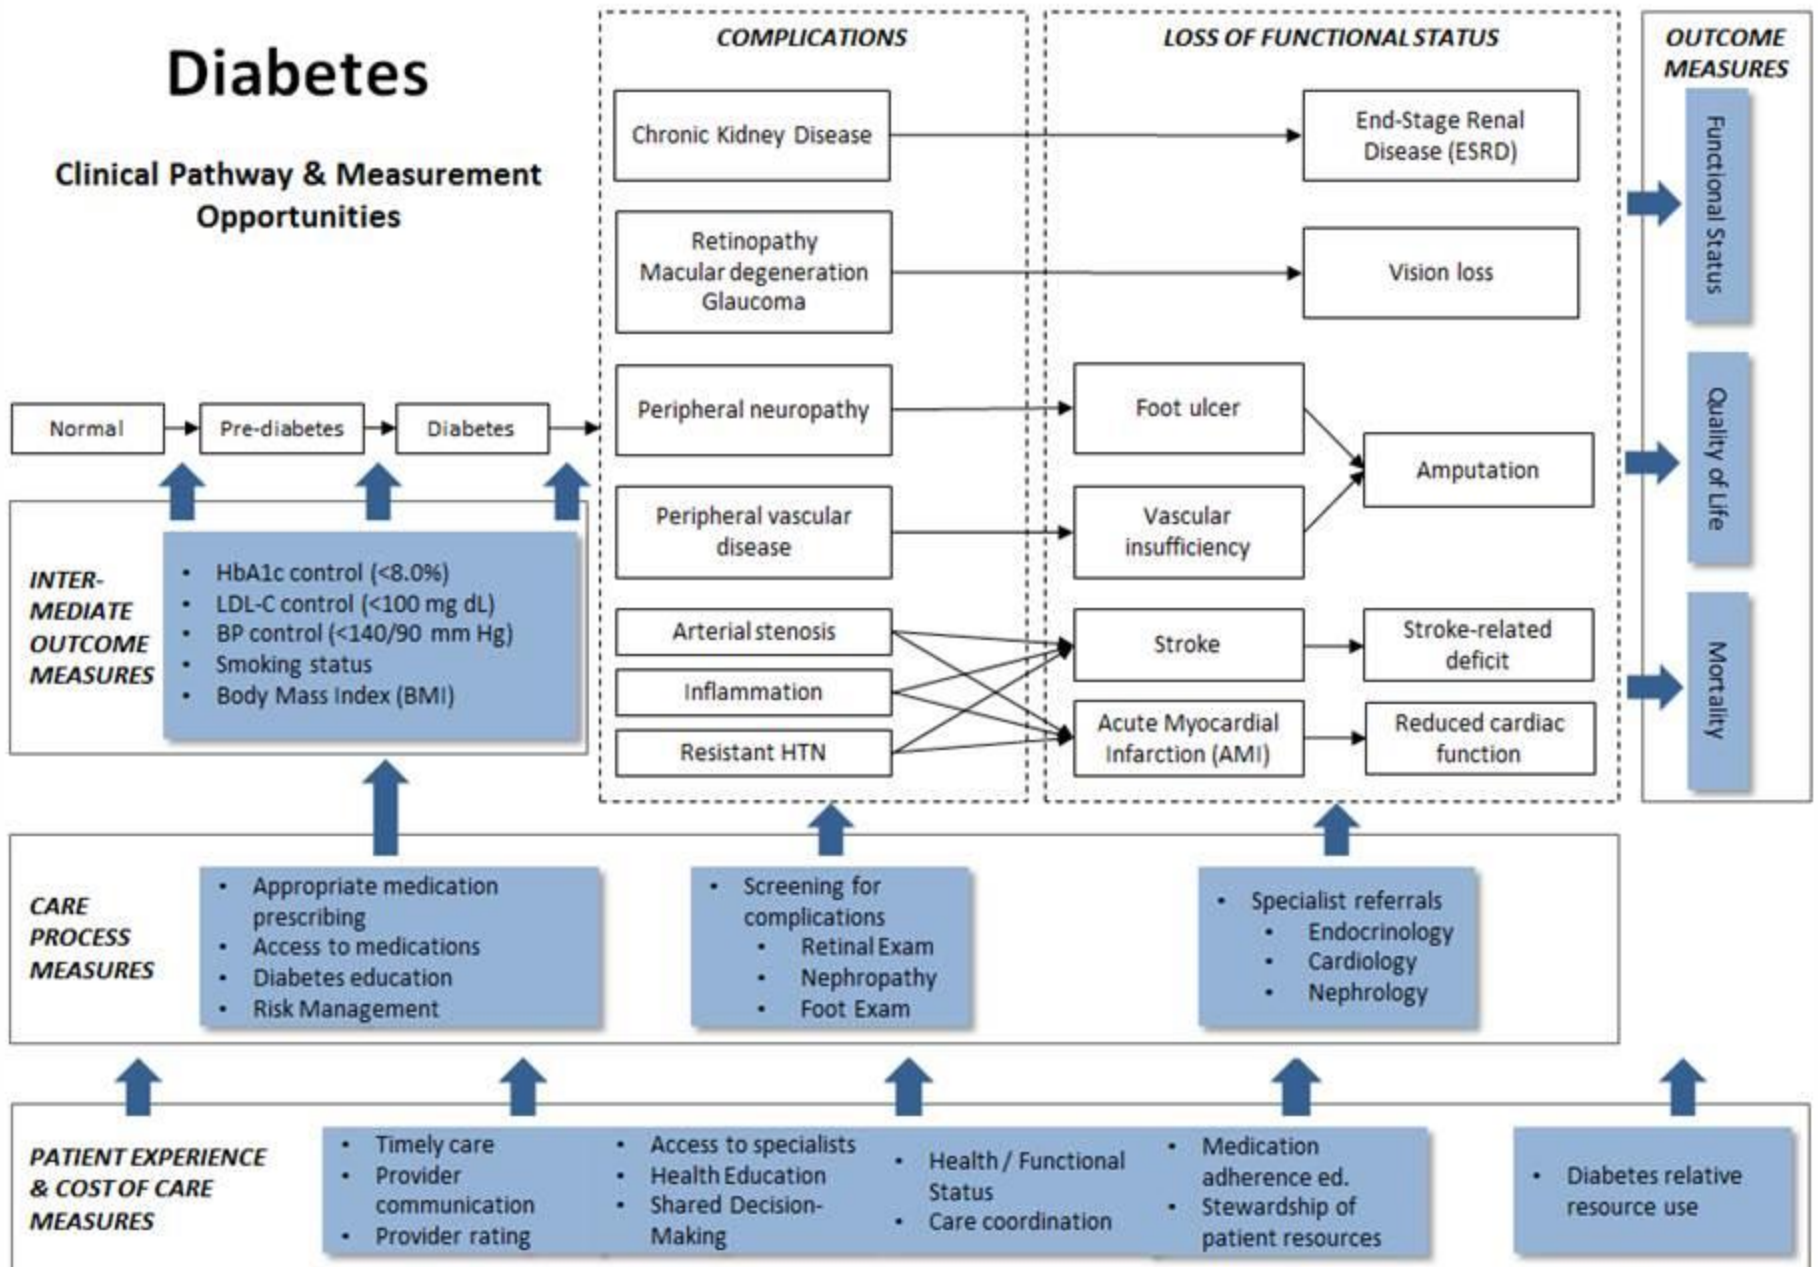 Diabetes
Clinical Pathway & Measurement
Opportunities
Normal
Pre-diabetes
Diabetes
COMPLICATIONS
Chronic Kidney Disease
Retinopathy
Macular degeneration
Glaucoma
Peripheral neuropathy
Peripheral vascular
disease
Arterial stenosis
Inflammation
Resistant HTN
LOSS OF FUNCTIONAL STATUS
End-Stage Renal
Disease (ESRD)
Vision loss
Foot ulcer
Amputation
Vascular
insufficiency
Stroke
Stroke-related
deficit
Acute Myocardial
Infarction (AMI)
Reduced cardiac
function
OUTCOME
MEASURES
Functional Status
Quality of Life
Mortality
INTER-
MEDIATE
OUTCOME
MEASURES
• HbA1c control (<8.0%)
• LDL-C control (<100 mg dL)
• BP control (<140/90 mm Hg)
• Smoking status
• Body Mass Index (BMI)
CARE
PROCESS
MEASURES
• Appropriate medication
prescribing
• Access to medications
• Diabetes education
• Risk Management
• Screening for
complications
• Retinal Exam
• Nephropathy
• Foot Exam
• Specialist referrals
• Endocrinology
• Cardiology
• Nephrology
PATIENT EXPERIENCE
& COST OF CARE
MEASURES
• Timely care
• Provider
communication
• Provider rating
• Access to specialists
• Health Education
• Shared Decision-
Making
• Health / Functional
Status
• Care coordination
• Medication
adherence ed.
• Stewardship of
patient resources
• Diabetes relative
resource use